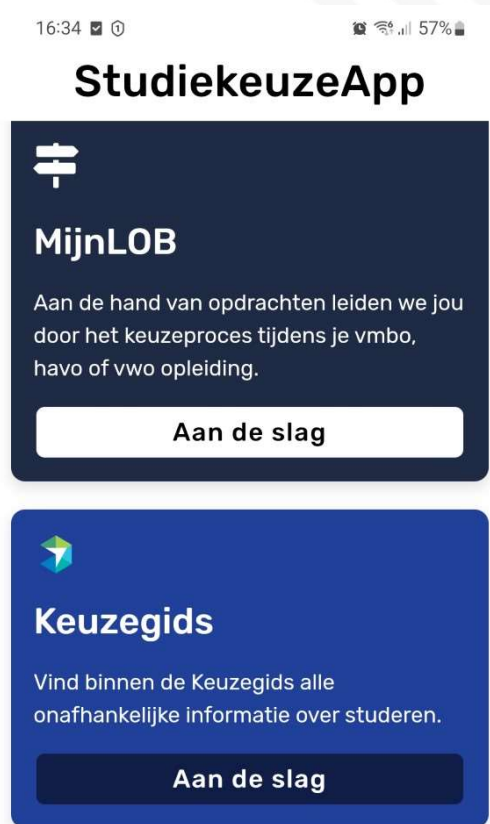 16:34 57%
StudiekeuzeApp
MijnLOB
Aan de hand van opdrachten leiden we jou
door het keuzeproces tijdens je vmbo,
havo of vwo opleiding.
Aan de slag
Keuzegids
Vind binnen de Keuzegids alle
onafhankelijke informatie over studeren.
Aan de slag